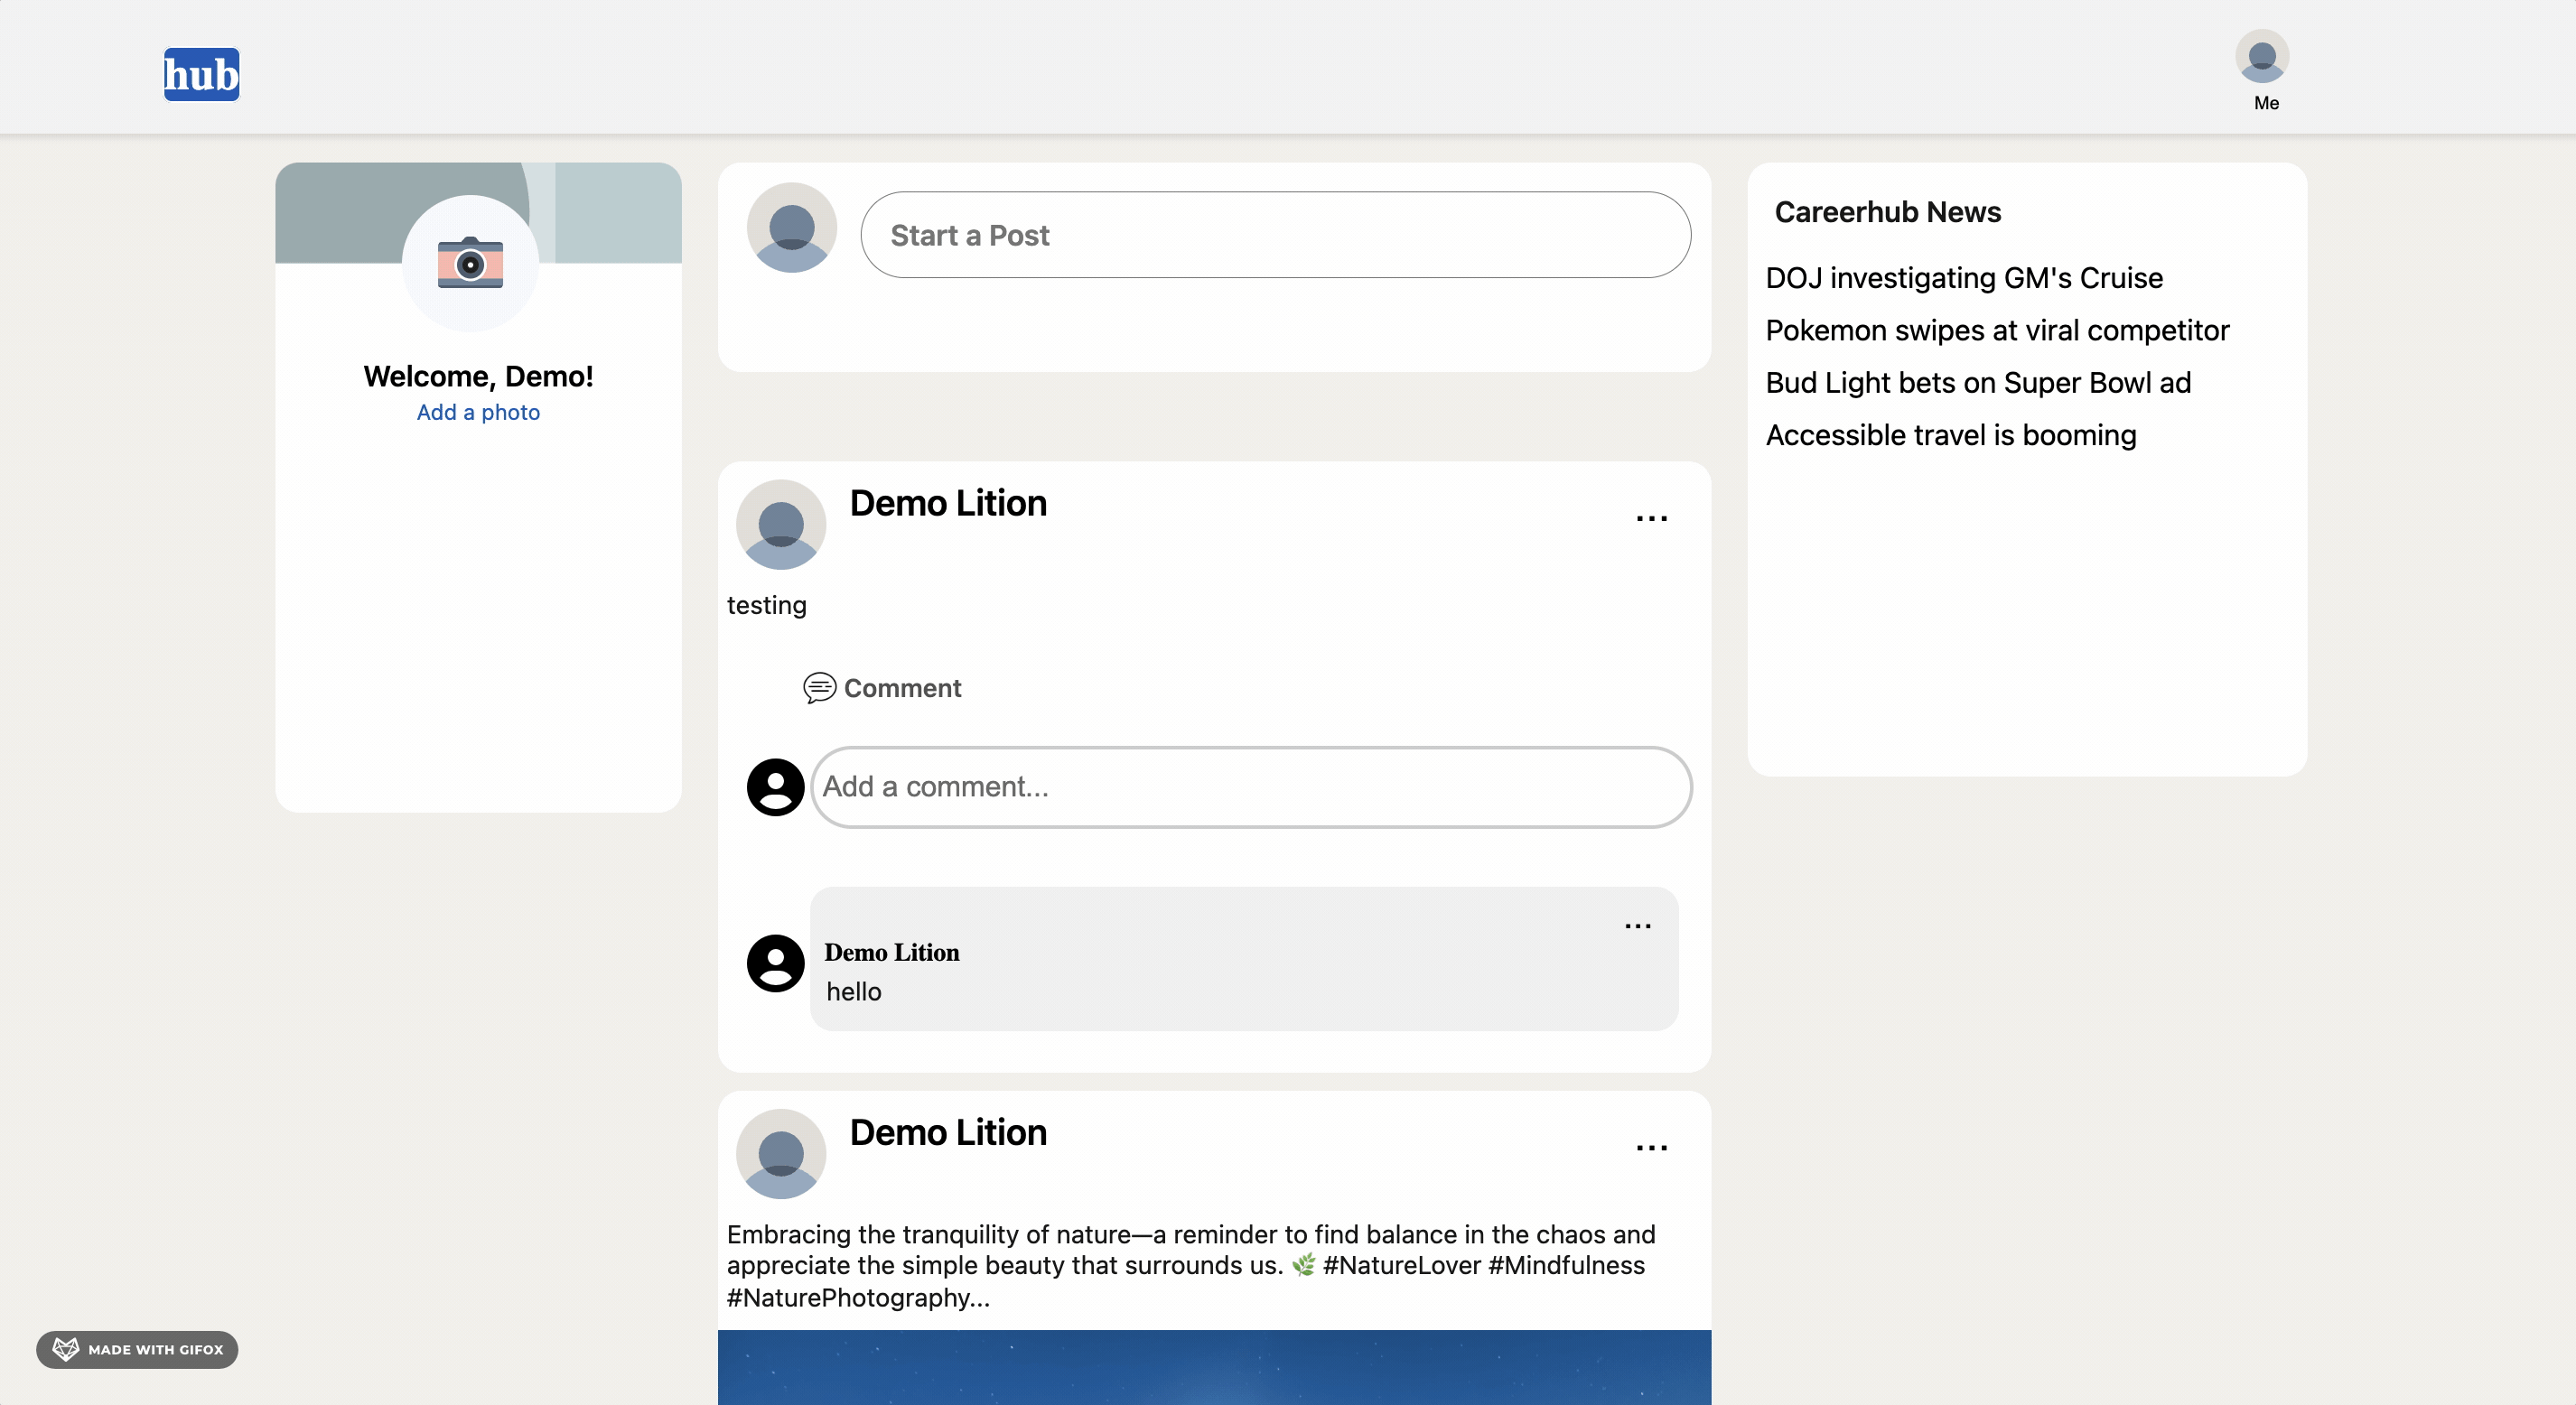 hub
Me
Welcome, Demo!
Add a photo
Start a Post
Demo Lition
...
testing
Comment
Add a comment...
...
Demo Lition
hello
Demo Lition
...
Embracing the tranquility of nature—a reminder to find balance in the chaos and
appreciate the simple beauty that surrounds us. 🌿 #NatureLover #Mindfulness
#NaturePhotography...
Careerhub News
DOJ investigating GM's Cruise
Pokemon swipes at viral competitor
Bud Light bets on Super Bowl ad
Accessible travel is booming
MADE WITH GIFOX